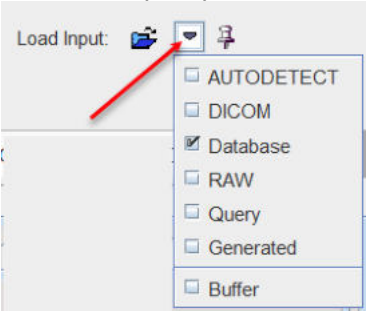 Load Input:
AUTODETECT
DICOM
Database
RAW
Query
Generated
Buffer